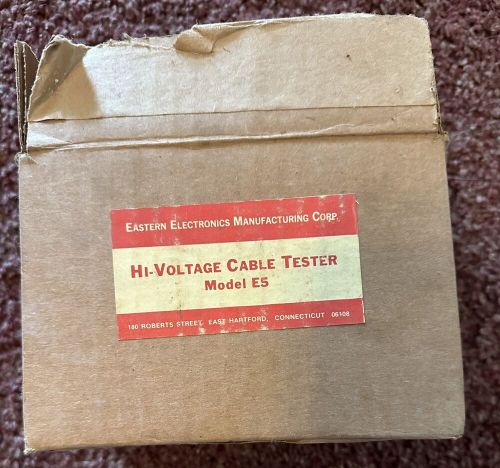 EASTERN ELECTRONICS MANUFACTURING CORP.
HI-VOLTAGE CABLE TESTER
Model E5
180 ROBERTS STREET, EAST HARTFORD, CONNECTICUT 06108